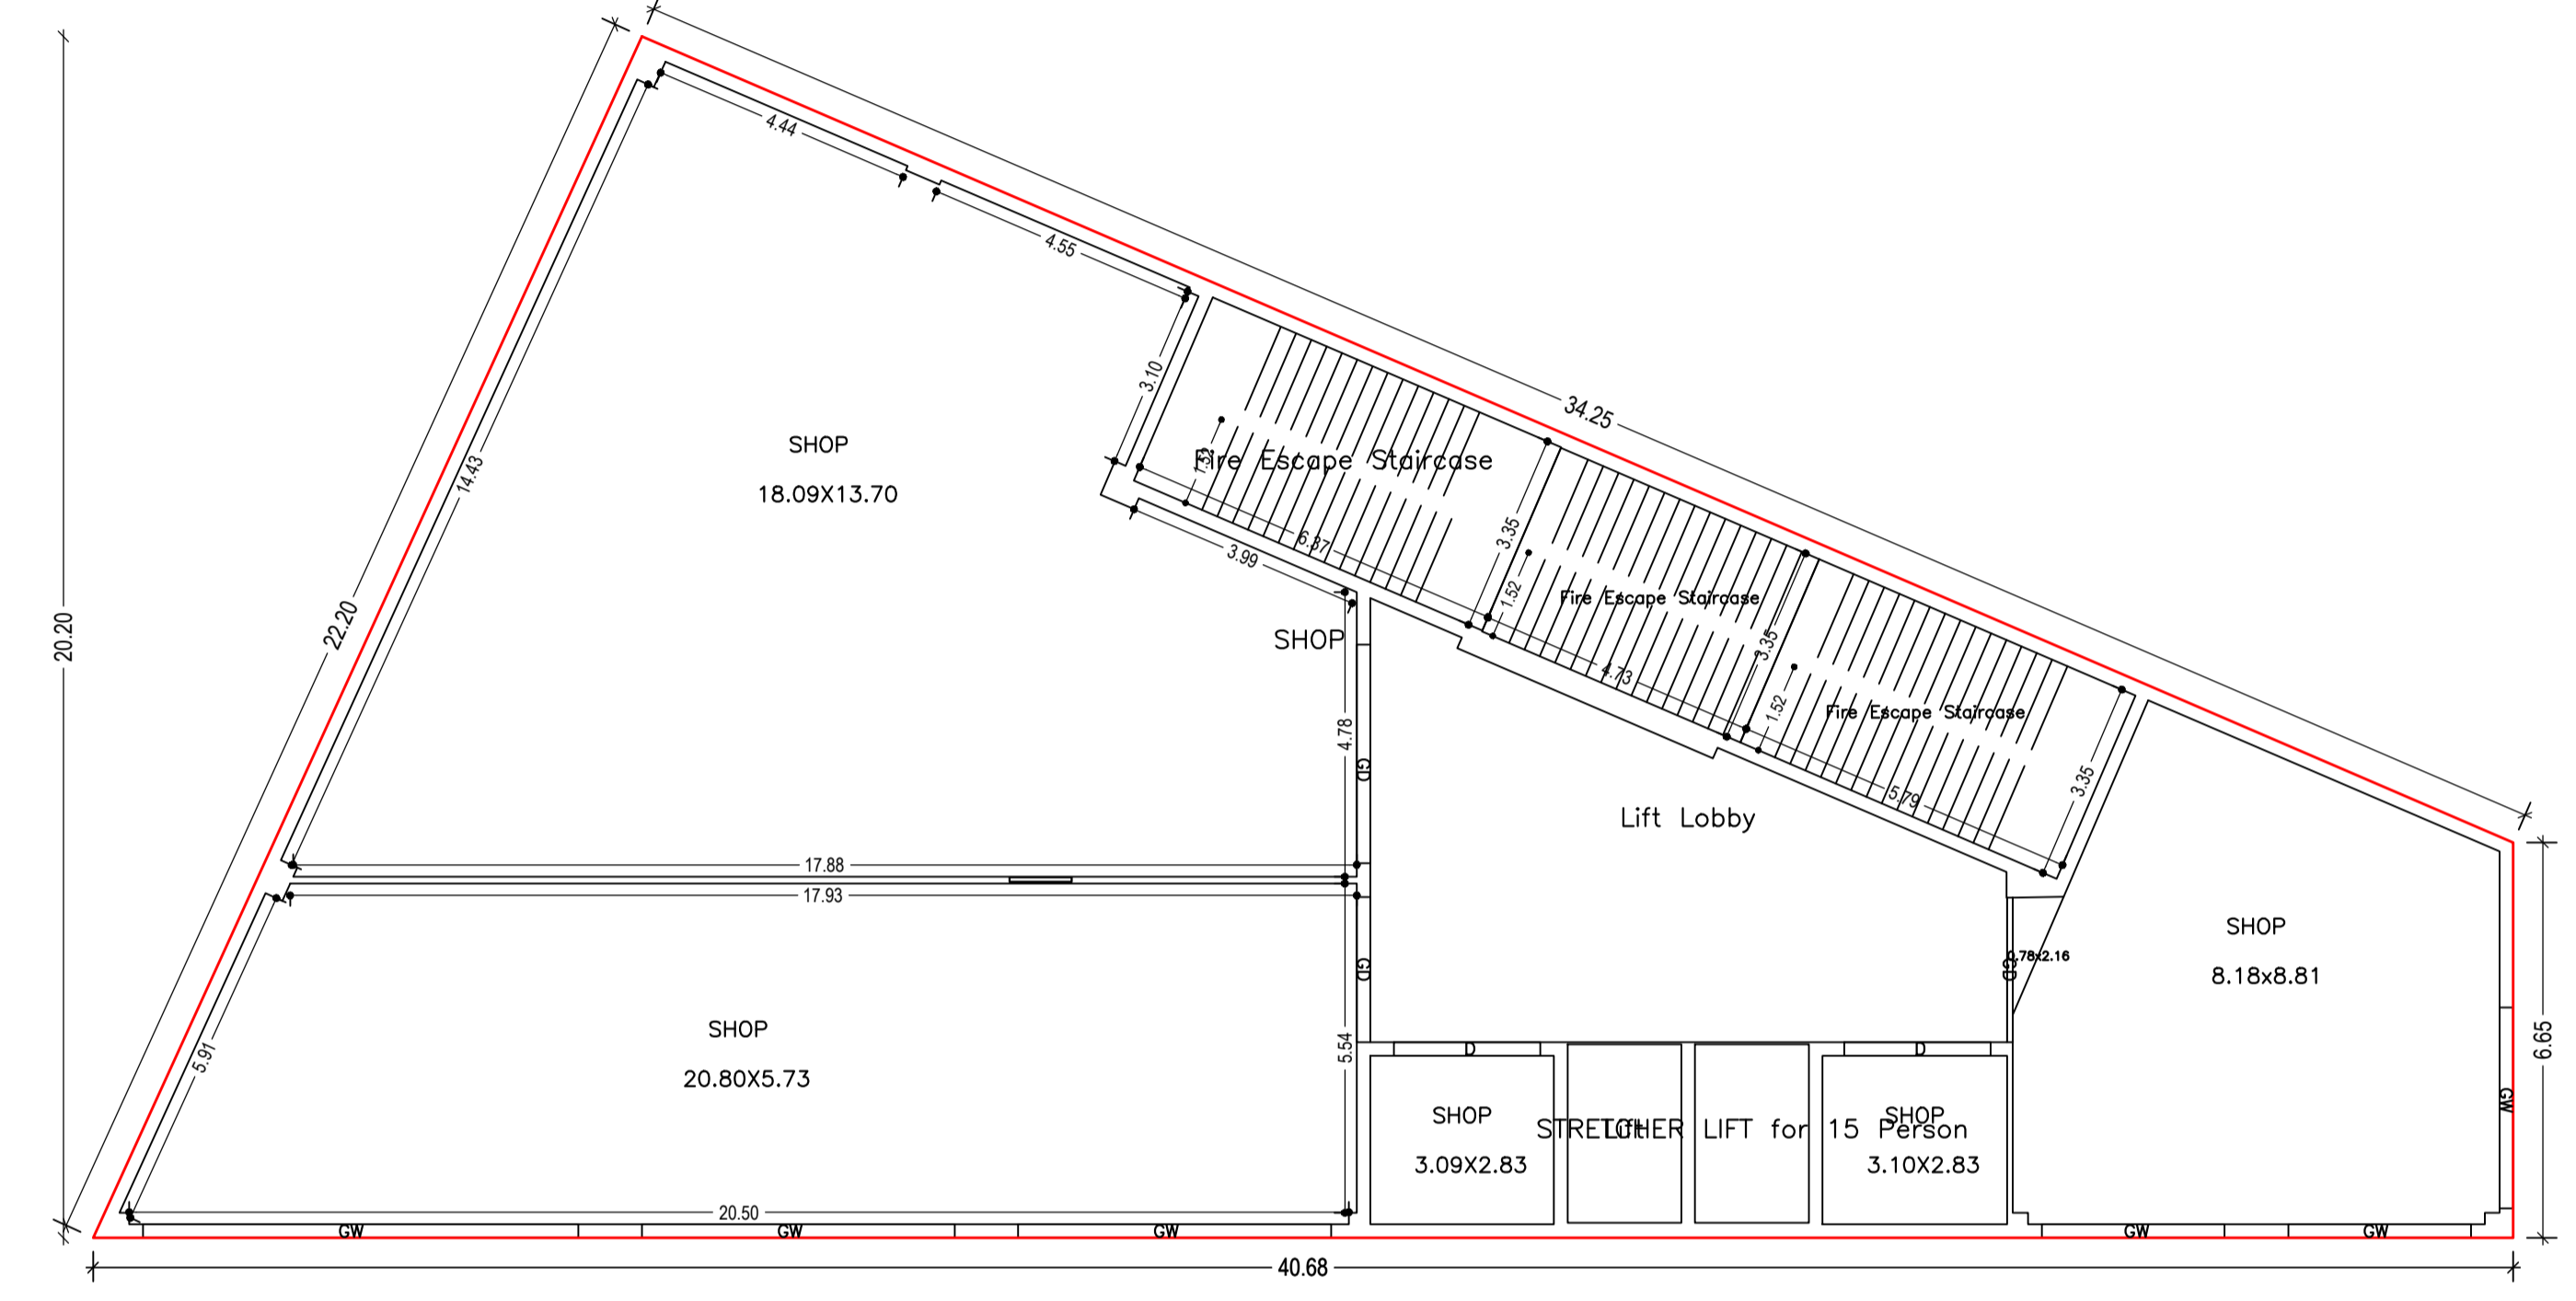 4.44
4.55
34.25
3.10
SHOP
18.09X13.70
14.43
1.52
Fire Escape Staircase
3.35
6.37
3.99
1.52
Fire Escape Staircase
20.20
22.20
SHOP
3.35
4.73
1.52
Fire Escape Staircase
4.78
GD
3.35
5.79
Lift Lobby
17.88
17.93
SHOP
8.18x8.81
0.78x2.16
GD
GD
SHOP
20.80X5.73
5.91
5.54
D
D
6.65
GW
SHOP
3.09X2.83
STRETCHER LIFT for 15 Person
Lift
SHOP
3.10X2.83
20.50
GW
GW
GW
GW
GW
40.68